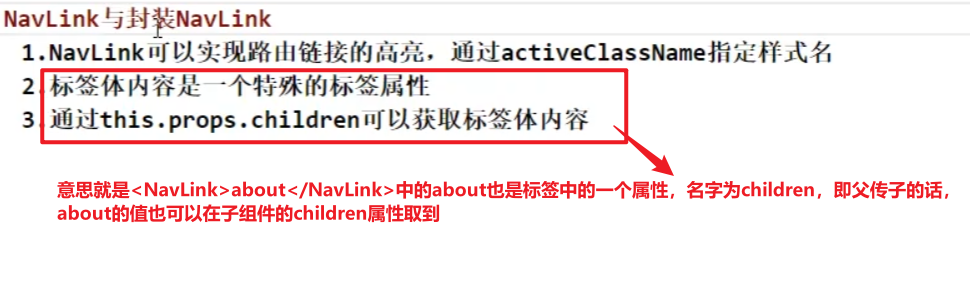 NavLink与封装NavLink
1.NavLink可以实现路由链接的高亮，通过activeClassName指定样式名
2.标签体内容是一个特殊的标签属性
3.通过this.props.children可以获取标签体内容
意思就是<NavLink>about</NavLink>中的about也是标签中的一个属性，名字为children，即父传子的话，
about的值也可以在子组件的children属性取到